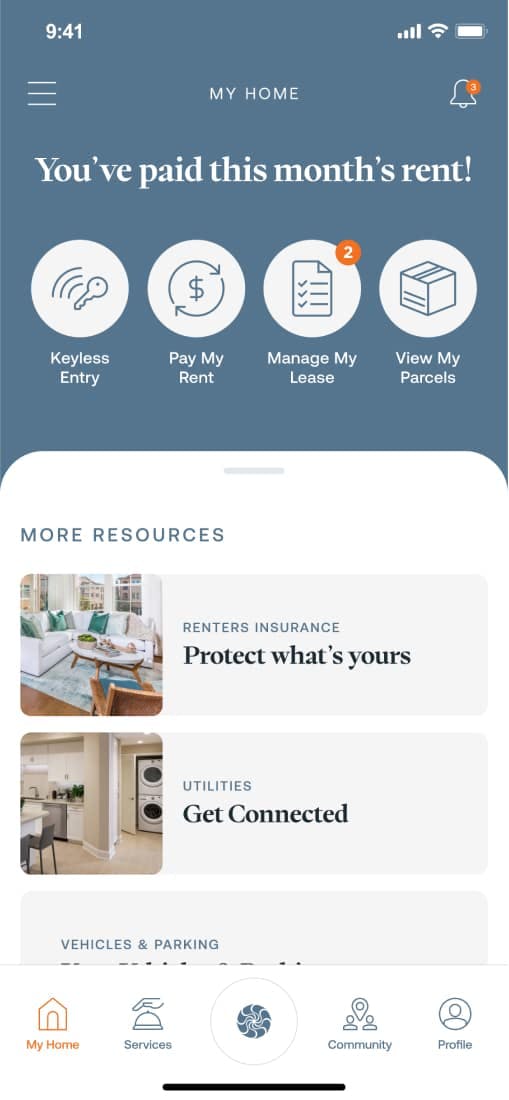 9:41
MY HOME
3
You’ve paid this month’s rent!
2
Keyless
Entry
Pay My
Rent
Manage My
Lease
View My
Parcels
MORE RESOURCES
RENTERS INSURANCE
Protect what’s yours
UTILITIES
Get Connected
VEHICLES & PARKING
My Home
Services
Community
Profile